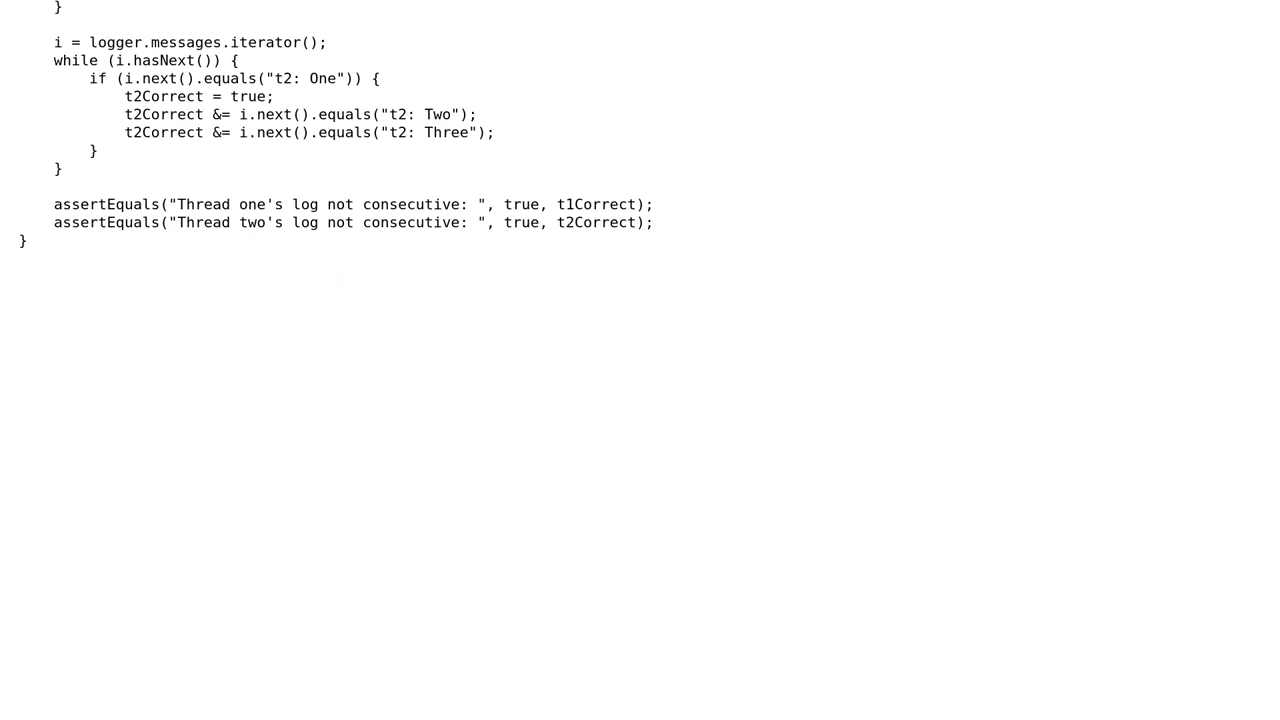 }
i = logger.messages.iterator();
while (i.hasNext()) {
if (i.next().equals("t2: One")) {
t2Correct = true;
t2Correct &= i.next().equals("t2: Two");
t2Correct &= i.next().equals("t2: Three");
}
}
assertEquals("Thread one's log not consecutive: ", true, t1Correct);
assertEquals("Thread two's log not consecutive: ", true, t2Correct);
}